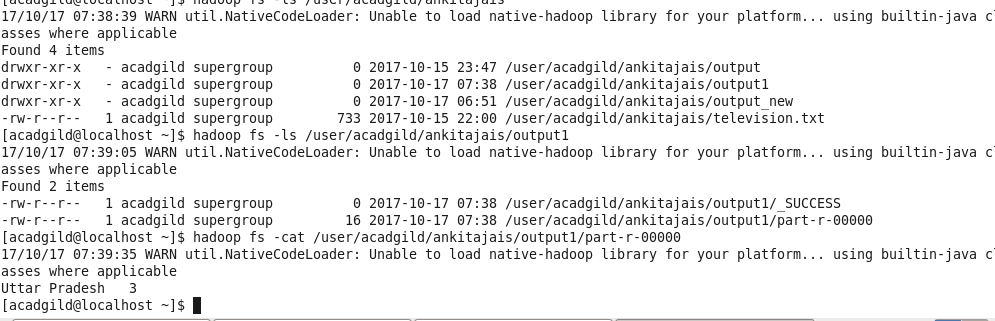 [acadgild@localhost ~]$ hadoop fs -ls /user/acadgild/ankitajais
17/10/17 07:38:39 WARN util.NativeCodeLoader: Unable to load native-hadoop library for your platform... using builtin-java cl
asses where applicable
Found 4 items
drwxr-xr-x   - acadgild supergroup          0 2017-10-15 23:47 /user/acadgild/ankitajais/output
drwxr-xr-x   - acadgild supergroup          0 2017-10-17 07:38 /user/acadgild/ankitajais/output1
drwxr-xr-x   - acadgild supergroup          0 2017-10-17 06:51 /user/acadgild/ankitajais/output_new
-rw-r--r--   1 acadgild supergroup        733 2017-10-15 22:00 /user/acadgild/ankitajais/television.txt
[acadgild@localhost ~]$ hadoop fs -ls /user/acadgild/ankitajais/output1
17/10/17 07:39:05 WARN util.NativeCodeLoader: Unable to load native-hadoop library for your platform... using builtin-java cl
asses where applicable
Found 2 items
-rw-r--r--   1 acadgild supergroup          0 2017-10-17 07:38 /user/acadgild/ankitajais/output1/_SUCCESS
-rw-r--r--   1 acadgild supergroup         16 2017-10-17 07:38 /user/acadgild/ankitajais/output1/part-r-00000
[acadgild@localhost ~]$ hadoop fs -cat /user/acadgild/ankitajais/output1/part-r-00000
17/10/17 07:39:35 WARN util.NativeCodeLoader: Unable to load native-hadoop library for your platform... using builtin-java cl
asses where applicable
Uttar Pradesh   3
[acadgild@localhost ~]$